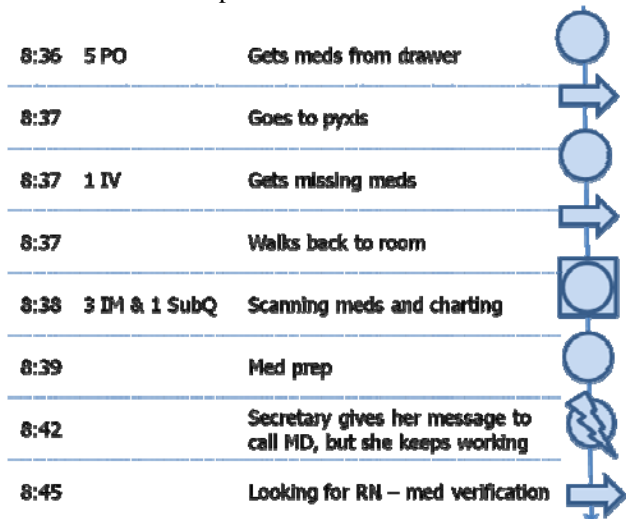 8:36 5 PO Gets meds from drawer
8:37 Goes to pyxis
8:37 1 IV Gets missing meds
8:37 Walks back to room
8:38 3 IM & 1 SubQ Scanning meds and charting
8:39 Med prep
8:42 Secretary gives her message to
call MD, but she keeps working
8:45 Looking for RN – med verification